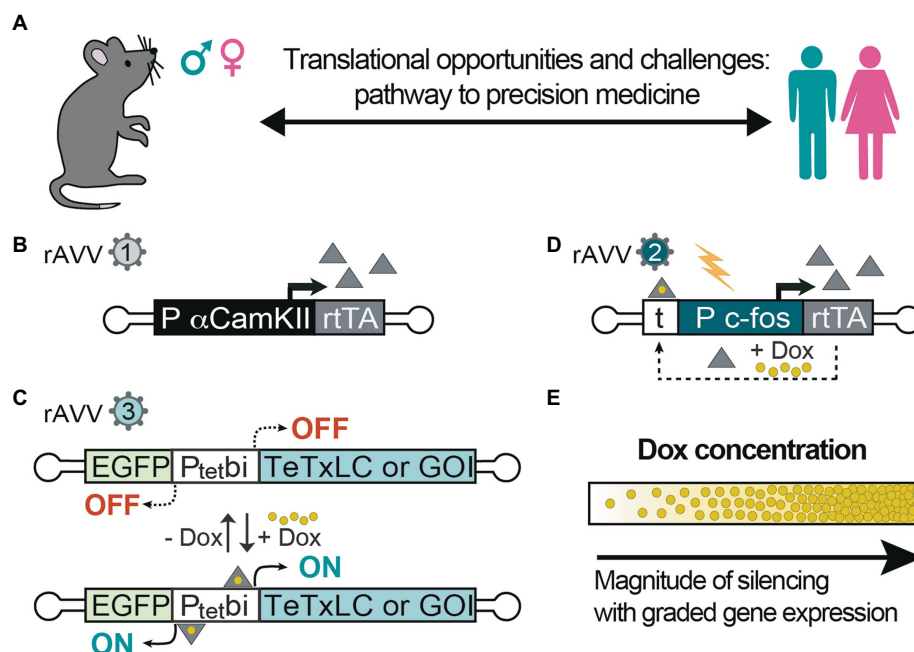 A
Translational opportunities and challenges:
pathway to precision medicine
B
rAVV 1
P αCamKII rtTA
D
rAVV 2
t P c-fos rtTA
+ Dox
C
rAVV 3
OFF
EGFP Ptetbi TeTxLC or GOI
OFF
- Dox + Dox
ON
EGFP Ptetbi TeTxLC or GOI
ON
E
Dox concentration
Magnitude of silencing
with graded gene expression